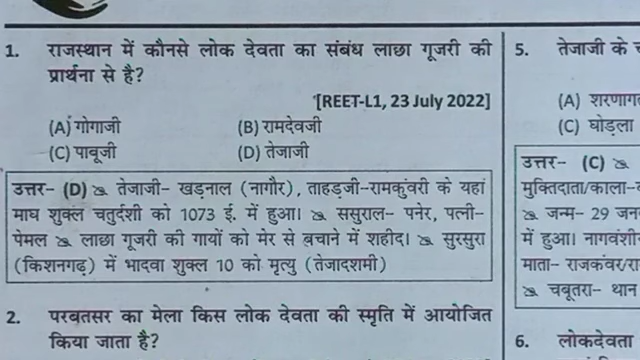 1. राजस्थान में कौनसे लोक देवता का संबंध लाछा गूजरी की
प्रार्थना से है?
[REET-L1, 23 July 2022]
(A) गोगाजी (B) रामदेवजी
(C) पाबूजी (D) तेजाजी
उत्तर– (D) ➢ तेजाजी– खड़नाल (नागौर), ताहड़जी–रामकुंवरी के यहां
माघ शुक्ल चतुर्दशी को 1073 ई. में हुआ। ➢ ससुराल– पनेर, पत्नी–
पेमल ➢ लाछा गूजरी की गायों को मेर से बचाने में शहीद। ➢ सुरसुरा
(किशनगढ़) में भादवा शुक्ल 10 को मृत्यु (तेजादशमी)
2. परबतसर का मेला किस लोक देवता की स्मृति में आयोजित
किया जाता है?
5. तेजाजी के
(A)
(C) घोड़ला
उत्तर– (C) ➢
मुक्तिदाता/काला–
➢ जन्म– 29
में हुआ। नागवंशी
माता– राजकंवर/
➢ चबूतरा– थान
6. लोकदेवता